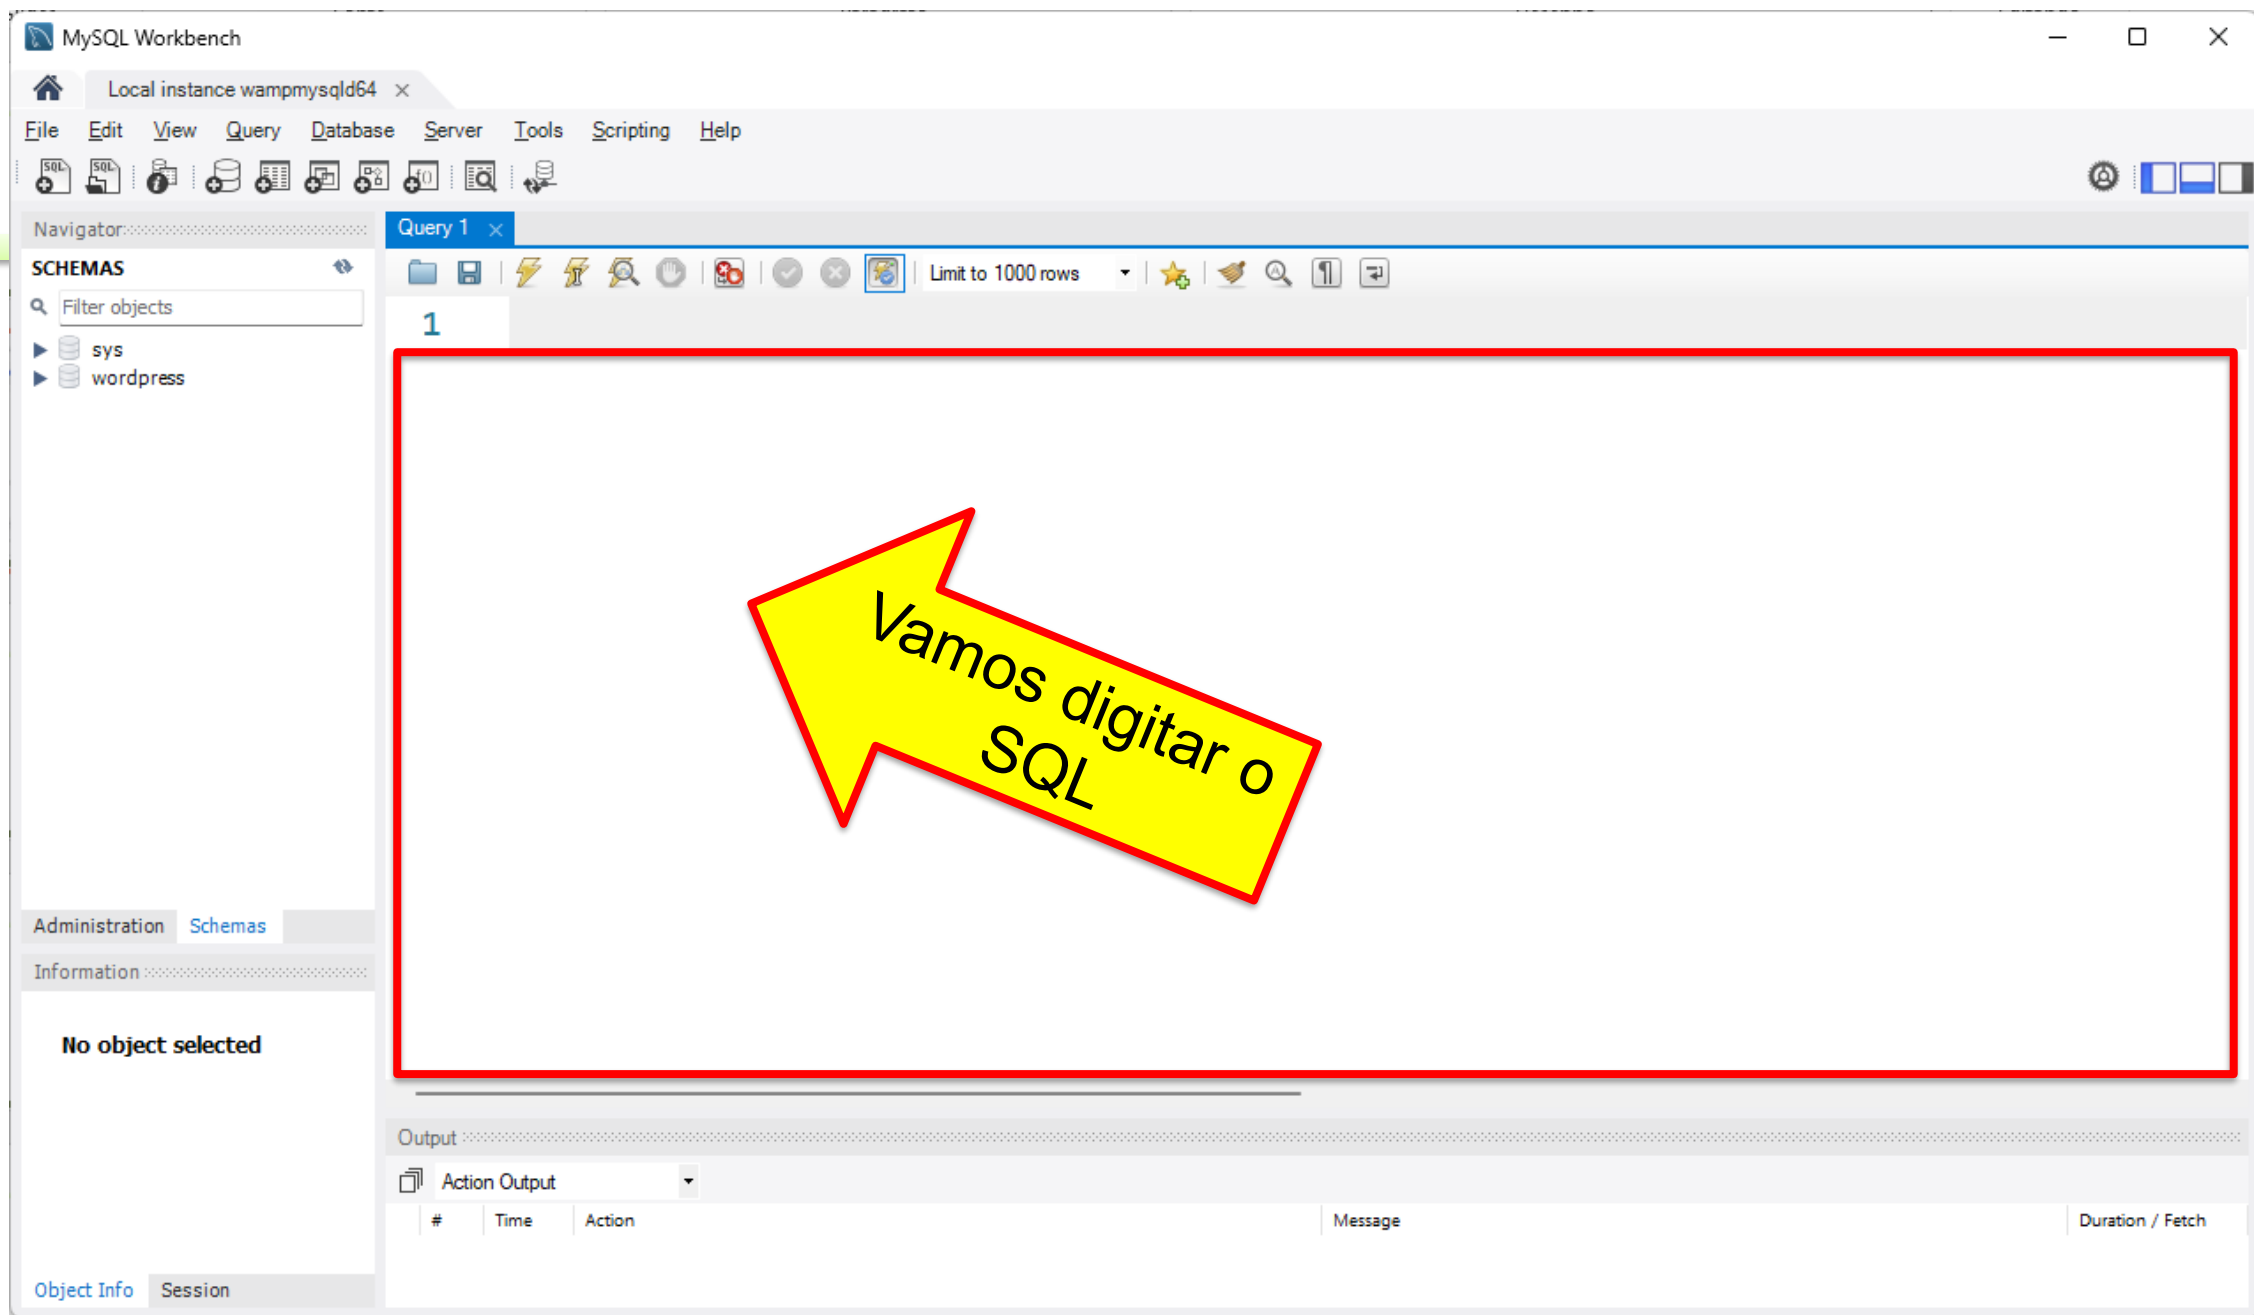 MySQL Workbench
Local instance wampmysqld64
File Edit View Query Database Server Tools Scripting Help
Navigator
SCHEMAS
Filter objects
sys
wordpress
Administration Schemas
Information
No object selected
Object Info Session
Query 1
Limit to 1000 rows
1
Vamos digitar o
SQL
Output
Action Output
# Time Action Message Duration / Fetch